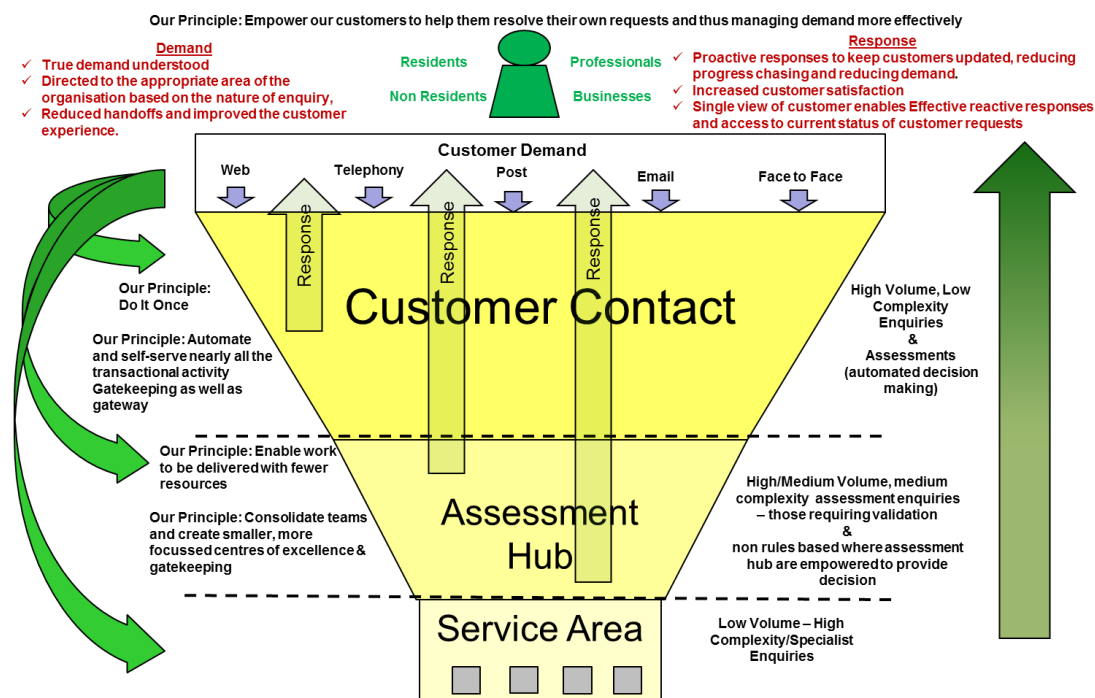 Our Principle: Empower our customers to help them resolve their own requests and thus managing demand more effectively
Demand
✓ True demand understood
✓ Directed to the appropriate area of the
organisation based on the nature of enquiry,
✓ Reduced handoffs and improved the customer
experience.
Residents
Professionals
Non Residents
Businesses
Response
✓ Proactive responses to keep customers updated, reducing
progress chasing and reducing demand.
✓ Increased customer satisfaction
✓ Single view of customer enables Effective reactive responses
and access to current status of customer requests
Customer Demand
Web
Telephony
Post
Email
Face to Face
Response
Response
Response
Customer Contact
Our Principle:
Do It Once
Our Principle: Automate
and self-serve nearly all the
transactional activity
Gatekeeping as well as
gateway
High Volume, Low
Complexity
Enquiries
&
Assessments
(automated decision
making)
Our Principle: Enable work
to be delivered with fewer
resources
Our Principle: Consolidate teams
and create smaller, more
focussed centres of excellence &
gatekeeping
Assessment
Hub
High/Medium Volume, medium
complexity assessment enquiries
– those requiring validation
&
non rules based where assessment
hub are empowered to provide
decision
Service Area
Low Volume – High
Complexity/Specialist
Enquiries